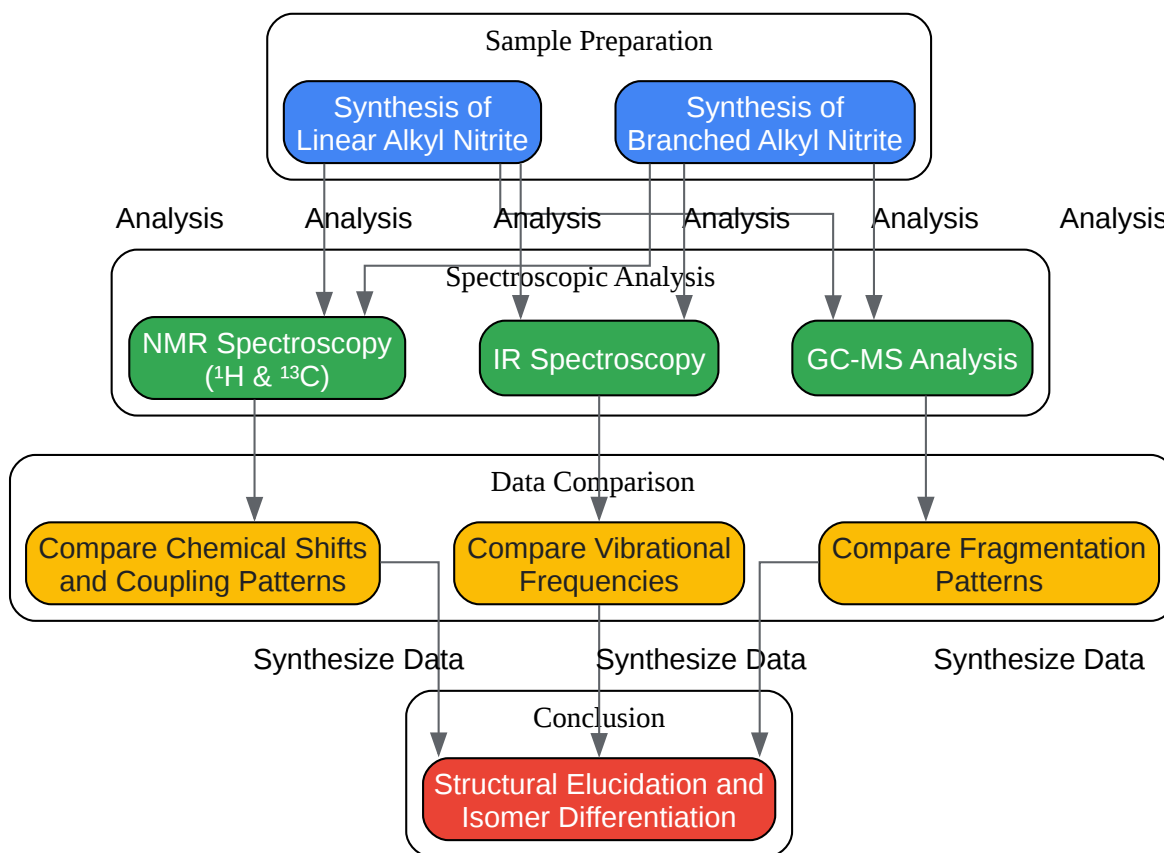 Sample Preparation
Synthesis of
Linear Alkyl Nitrite
Synthesis of
Branched Alkyl Nitrite
Analysis
Analysis
Analysis
Analysis
Analysis
Analysis
Spectroscopic Analysis
NMR Spectroscopy
(¹H & ¹³C)
IR Spectroscopy
GC-MS Analysis
Data Comparison
Compare Chemical Shifts
and Coupling Patterns
Compare Vibrational
Frequencies
Compare Fragmentation
Patterns
Synthesize Data
Synthesize Data
Synthesize Data
Conclusion
Structural Elucidation and
Isomer Differentiation